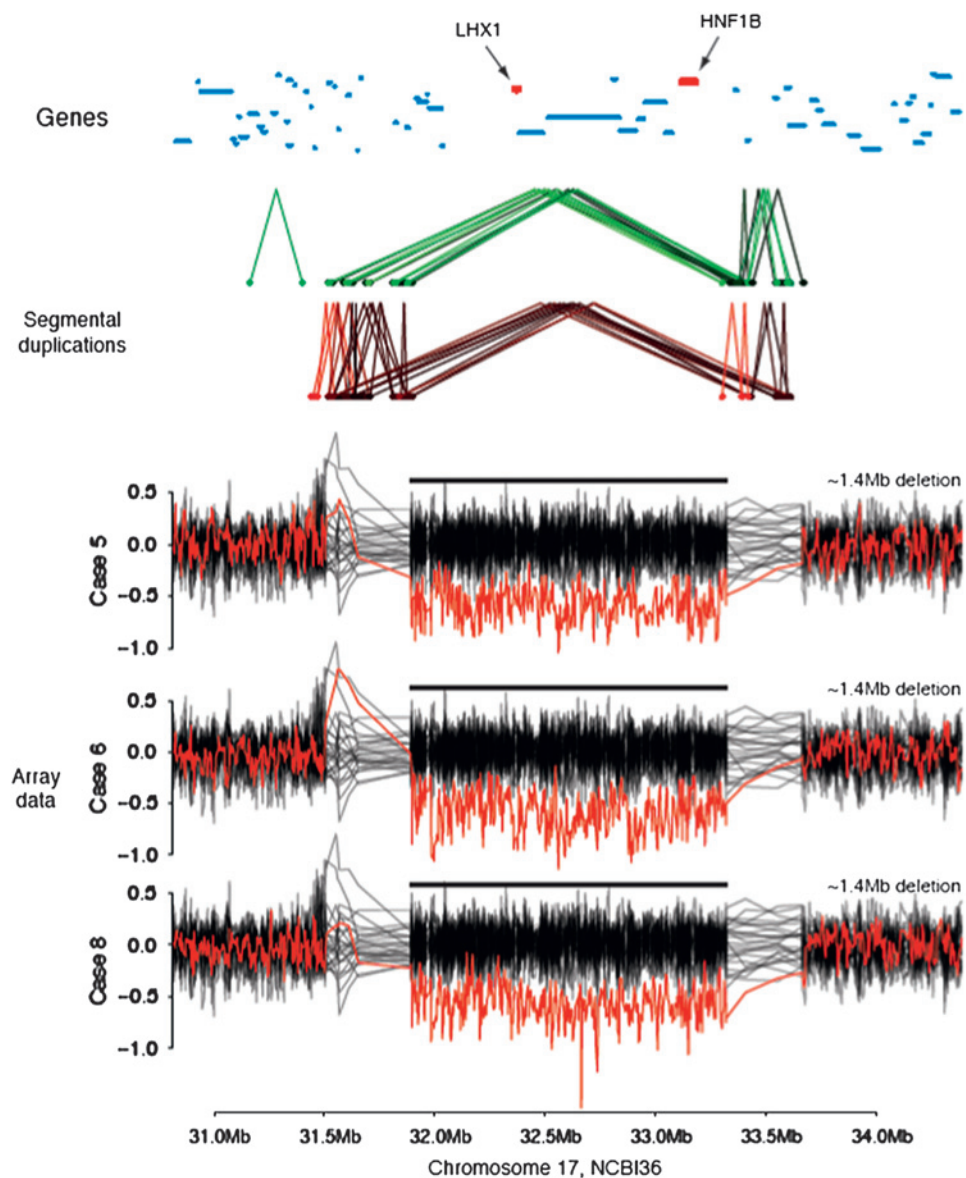 LHX1
HNF1B
Genes
Segmental
duplications
~1.4Mb deletion
0.5
0.0
−0.5
−1.0
Case 5
~1.4Mb deletion
0.5
0.0
−0.5
−1.0
Case 6
Array
data
~1.4Mb deletion
0.5
0.0
−0.5
−1.0
Case 8
31.0Mb 31.5Mb 32.0Mb 32.5Mb 33.0Mb 33.5Mb 34.0Mb
Chromosome 17, NCBI36